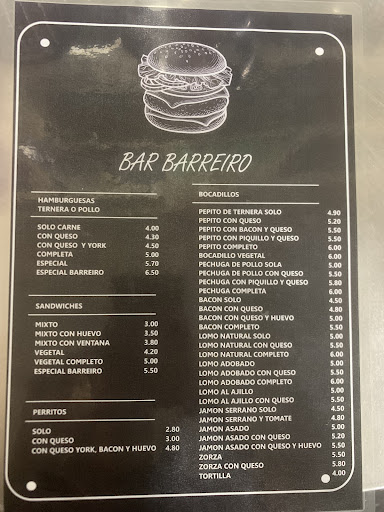 BAR BARREIRO
HAMBURGUESAS
TERNERA O POLLO
SOLO CARNE 4.00
CON QUESO 4.30
CON QUESO Y YORK 4.50
COMPLETA 5.00
ESPECIAL 5.70
ESPECIAL BARREIRO 6.50
SANDWICHES
MIXTO 3.00
MIXTO CON HUEVO 3.50
MIXTO CON VENTANA 3.80
VEGETAL 4.20
VEGETAL COMPLETO 5.00
ESPECIAL BARREIRO 5.50
PERRITOS
SOLO 2.80
CON QUESO 3.00
CON QUESO YORK, BACON Y HUEVO 4.80
BOCADILLOS
PEPITO DE TERNERA SOLO 4.90
PEPITO CON QUESO 5.20
PEPITO CON BACON Y QUESO 5.50
PEPITO CON PIQUILLO Y QUESO 5.50
PEPITO COMPLETO 6.00
BOCADILLO VEGETAL 5.00
PECHUGA DE POLLO SOLA 5.00
PECHUGA DE POLLO CON QUESO 5.50
PECHUGA CON PIQUILLO Y QUESO 5.80
PECHUGA COMPLETA 6.00
BACON SOLO 4.50
BACON CON QUESO 4.80
BACON CON QUESO Y HUEVO 5.00
BACON COMPLETO 5.50
LOMO NATURAL SOLO 5.00
LOMO NATURAL CON QUESO 5.50
LOMO NATURAL COMPLETO 6.00
LOMO ADOBADO 5.00
LOMO ADOBADO CON QUESO 5.50
LOMO ADOBADO COMPLETO 6.00
LOMO AL AJILLO 5.00
LOMO AL AJILLO CON QUESO 5.50
JAMON SERRANO SOLO 4.50
JAMON SERRANO Y TOMATE 4.80
JAMON ASADO 5.00
JAMON ASADO CON QUESO 5.20
JAMON ASADO CON QUESO Y HUEVO 5.50
ZORZA 5.50
ZORZA CON QUESO 5.80
TORTILLA 4.00